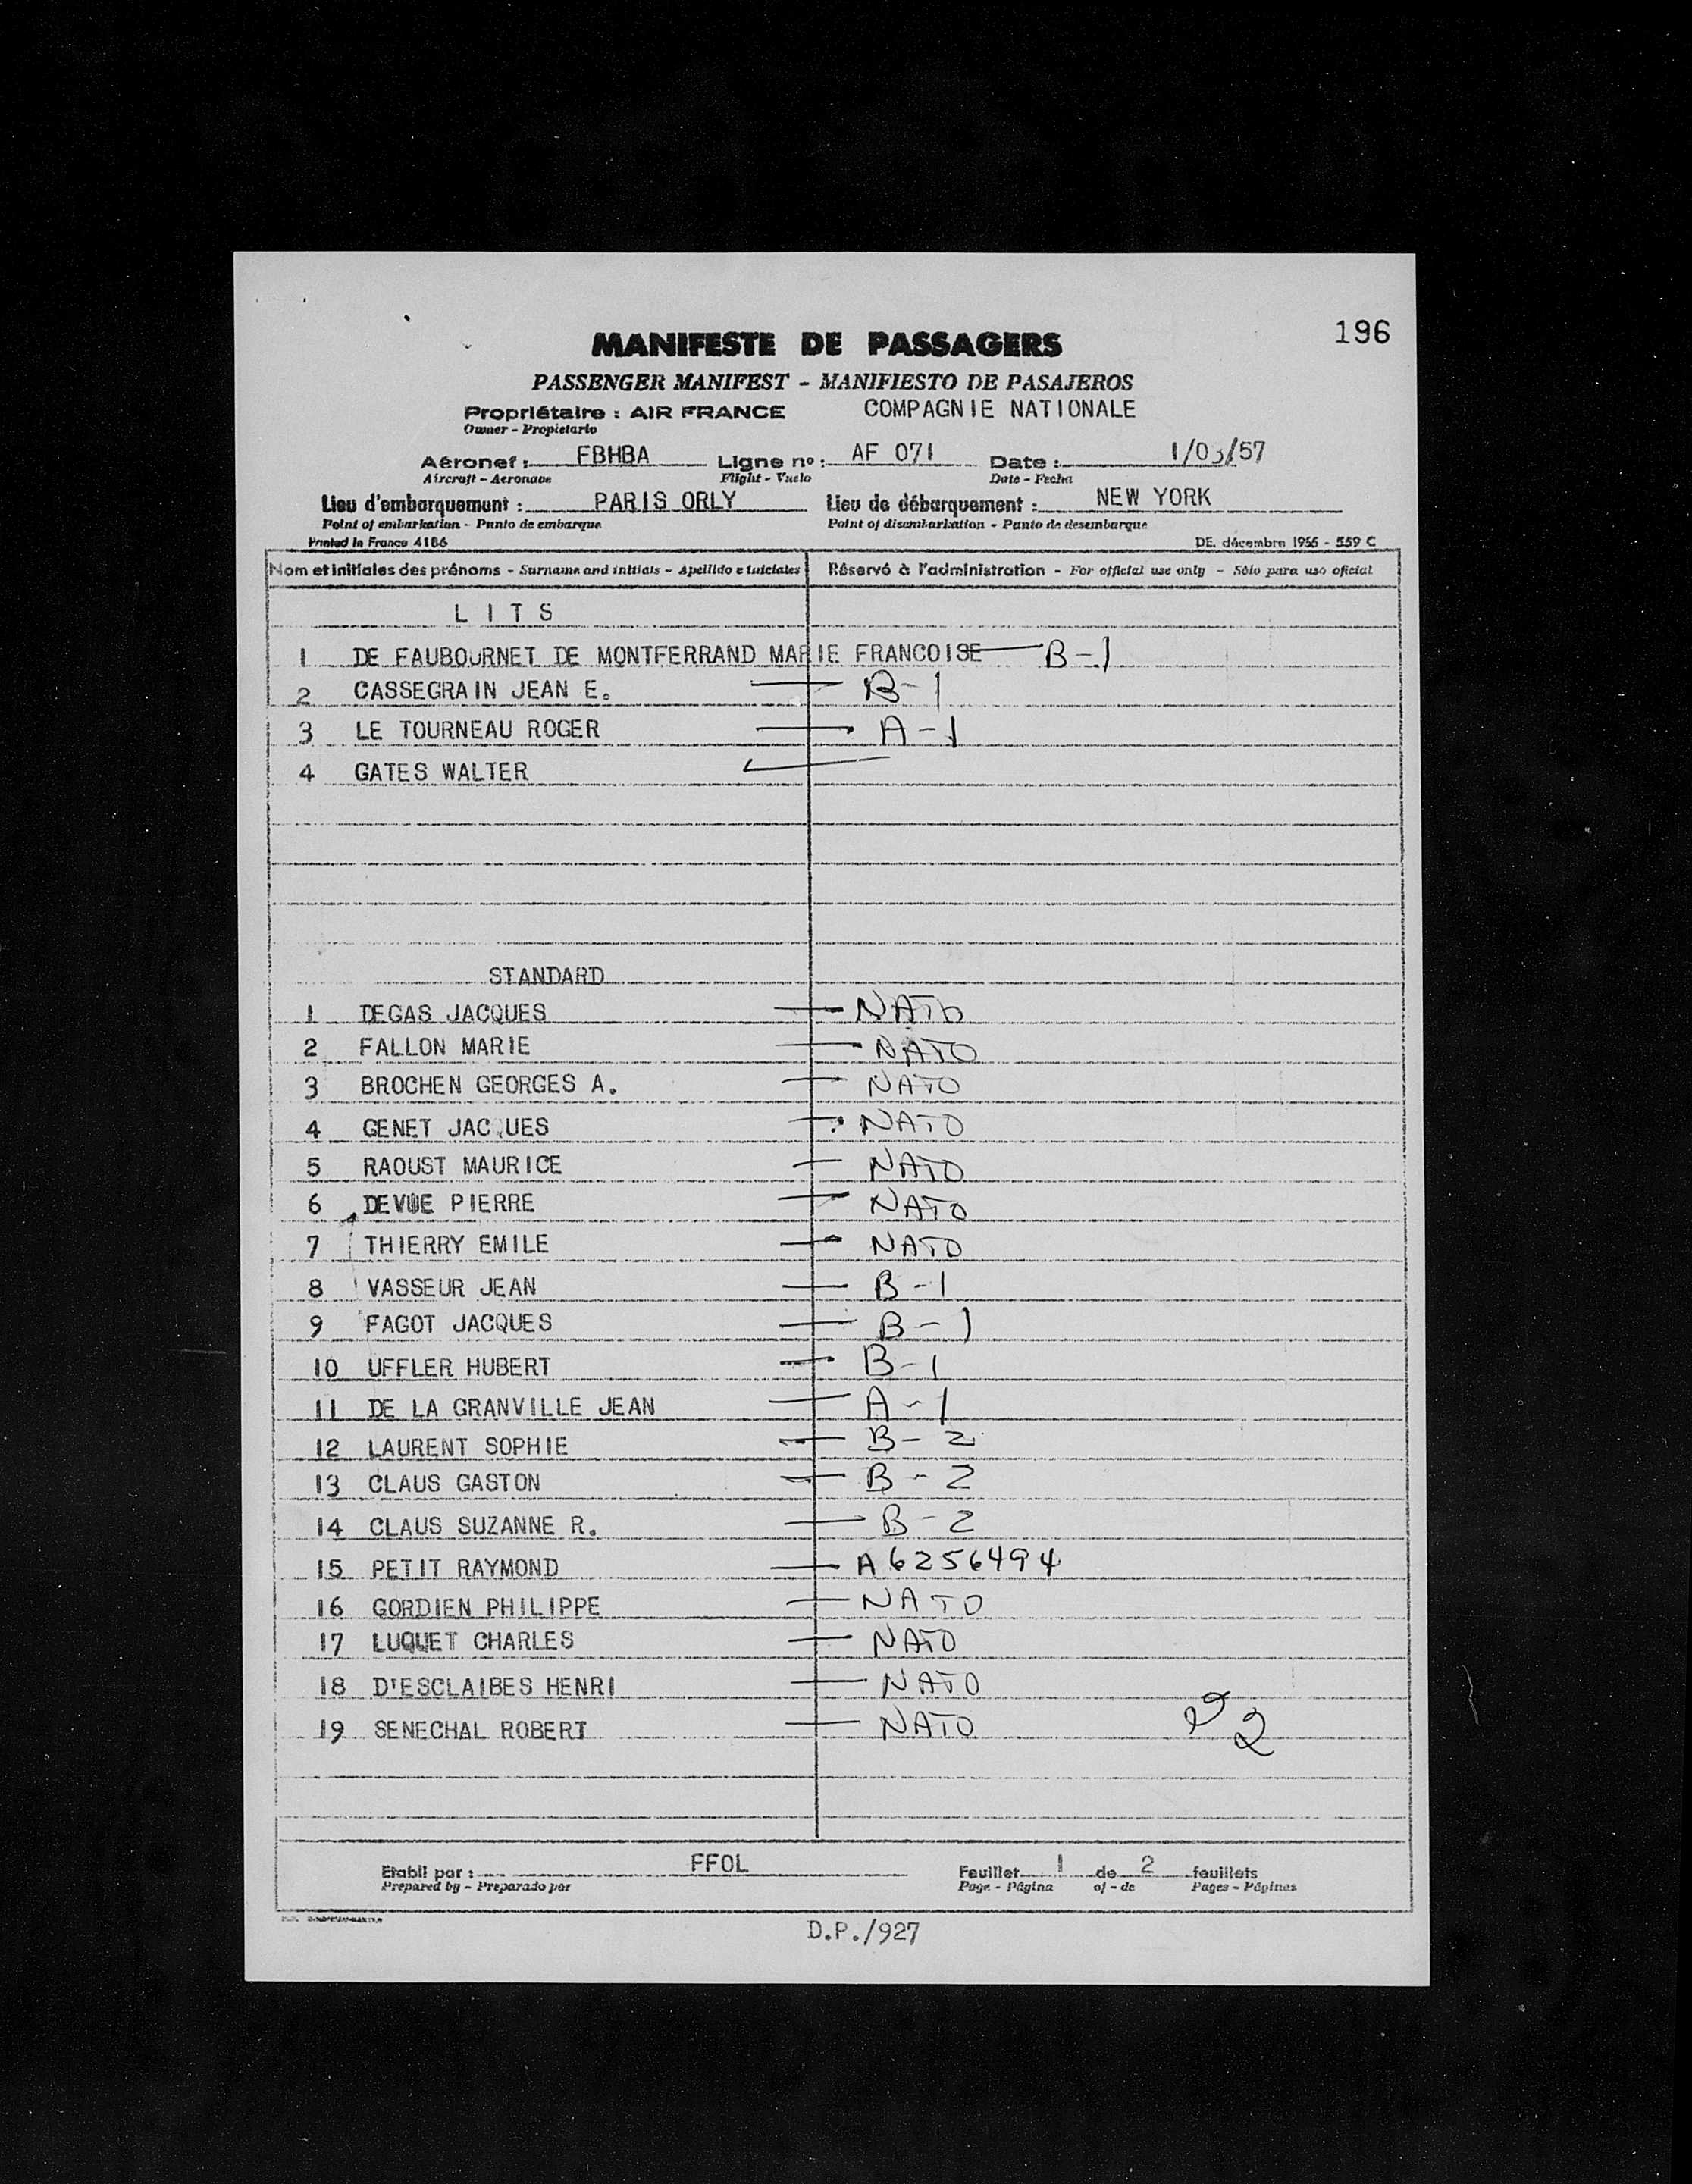 196
MANIFESTE DE PASSAGERS
PASSENGER MANIFEST - MANIFIESTO DE PASAJEROS
Propriétaire : AIR FRANCE COMPAGNIE NATIONALE
Owner - Propietario
Aéronef : FBHBA Ligne nº : AF 071 Date :
Aircraft - Aeronave Flight - Vuelo Date - Fecha
Lieu d'embarquement : PARIS ORLY Lieu de débarquement : NEW YORK
Point of embarkation - Punto de embarque Point of disembarkation - Punto de desembarque
Printed in France 4186 DE. décembre 1956 - 559 C
Nom et initiales des prénoms - Surname and initials - Apellido e iniciales Réservé à l'administration - For official use only - Sólo para uso oficial
LITS
1 DE FAUBOURNET DE MONTFERRAND MARIE FRANCOISE B-1
2 CASSEGRAIN JEAN E. B-1
3 LE TOURNEAU ROGER A-1
4 GATES WALTER
STANDARD
1 DEGAS JACQUES NATO
2 FALLON MARIE NATO
3 BROCHEN GEORGES A. NATO
4 GENET JACQUES NATO
5 RAOUST MAURICE NATO
6 DEVUE PIERRE NATO
7 THIERRY EMILE NATO
8 VASSEUR JEAN B-1
9 FAGOT JACQUES B-1
10 UFFLER HUBERT B-1
11 DE LA GRANVILLE JEAN A-1
12 LAURENT SOPHIE B-2
13 CLAUS GASTON B-2
14 CLAUS SUZANNE R. B-2
15 PETIT RAYMOND A6256494
16 GORDIEN PHILIPPE NATO
17 LUQUET CHARLES NATO
18 D'ESCLAIBES HENRI NATO
19 SENECHAL ROBERT NATO
22
Etabli par : FFOL Feuillet 1 de 2 feuillets
Prepared by - Preparado por Page - Página of - de Pages - Páginas
D.P./927